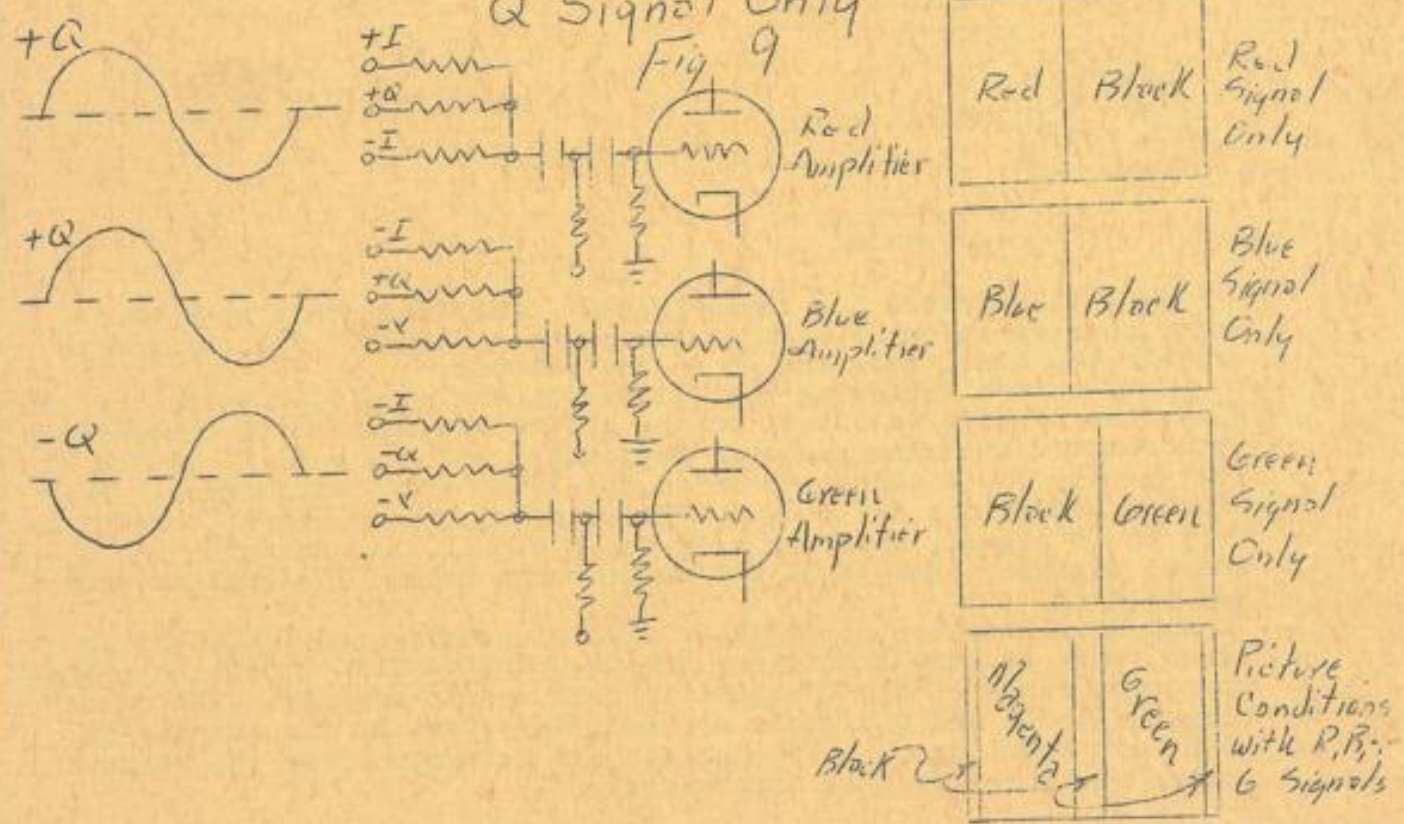 Q Signal Only
Fig 9
+Q
+I
+Q
-I
Red
Amplifier
Red
Black
Red
Signal
Only
+Q
-I
+Q
-Y
Blue
Amplifier
Blue
Black
Blue
Signal
Only
-Q
-I
-Q
-Y
Green
Amplifier
Black
Green
Green
Signal
Only
Magenta
Green
Black
Picture
Conditions
with R, B,
G Signals